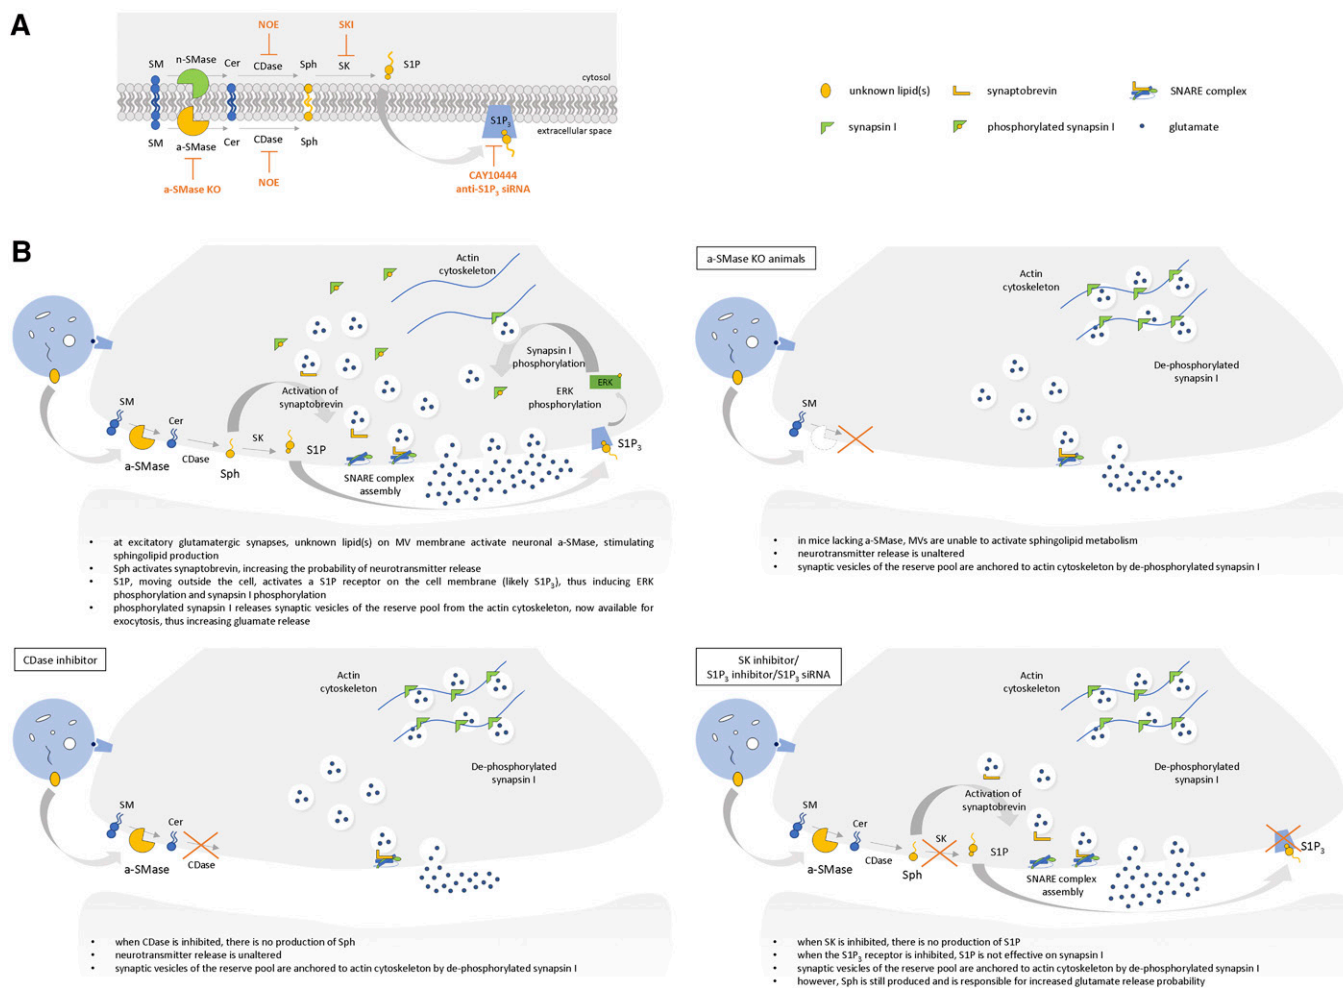 A
NOE
SKI
SM
n-SMase
Cer
CDase
Sph
SK
S1P
cytosol
extracellular space
S1P3
SM
a-SMase
Cer
CDase
Sph
a-SMase KO
NOE
CAY10444
anti-S1P3 siRNA
unknown lipid(s)
synaptobrevin
SNARE complex
synapsin I
phosphorylated synapsin I
glutamate
B
Actin
cytoskeleton
Synapsin I
phosphorylation
ERK
ERK
phosphorylation
Activation of
synaptobrevin
SM
Cer
a-SMase
CDase
Sph
SK
S1P
S1P3
SNARE complex
assembly
• at excitatory glutamatergic synapses, unknown lipid(s) on MV membrane activate neuronal a-SMase, stimulating
sphingolipid production
• Sph activates synaptobrevin, increasing the probability of neurotransmitter release
• S1P, moving outside the cell, activates a S1P receptor on the cell membrane (likely S1P3), thus inducing ERK
phosphorylation and synapsin I phosphorylation
• phosphorylated synapsin I releases synaptic vesicles of the reserve pool from the actin cytoskeleton, now available for
exocytosis, thus increasing gluamate release
a-SMase KO animals
Actin
cytoskeleton
De-phosphorylated
synapsin I
SM
• in mice lacking a-SMase, MVs are unable to activate sphingolipid metabolism
• neurotransmitter release is unaltered
• synaptic vesicles of the reserve pool are anchored to actin cytoskeleton by de-phosphorylated synapsin I
CDase inhibitor
Actin
cytoskeleton
De-phosphorylated
synapsin I
SM
Cer
a-SMase
CDase
• when CDase is inhibited, there is no production of Sph
• neurotransmitter release is unaltered
• synaptic vesicles of the reserve pool are anchored to actin cytoskeleton by de-phosphorylated synapsin I
SK inhibitor/
S1P3 inhibitor/S1P3 siRNA
Actin
cytoskeleton
De-phosphorylated
synapsin I
Activation of
synaptobrevin
SM
Cer
a-SMase
CDase
Sph
SK
S1P
S1P3
SNARE complex
assembly
• when SK is inhibited, there is no production of S1P
• when the S1P3 receptor is inhibited, S1P is not effective on synapsin I
• synaptic vesicles of the reserve pool are anchored to actin cytoskeleton by de-phosphorylated synapsin I
• however, Sph is still produced and is responsible for increased glutamate release probability